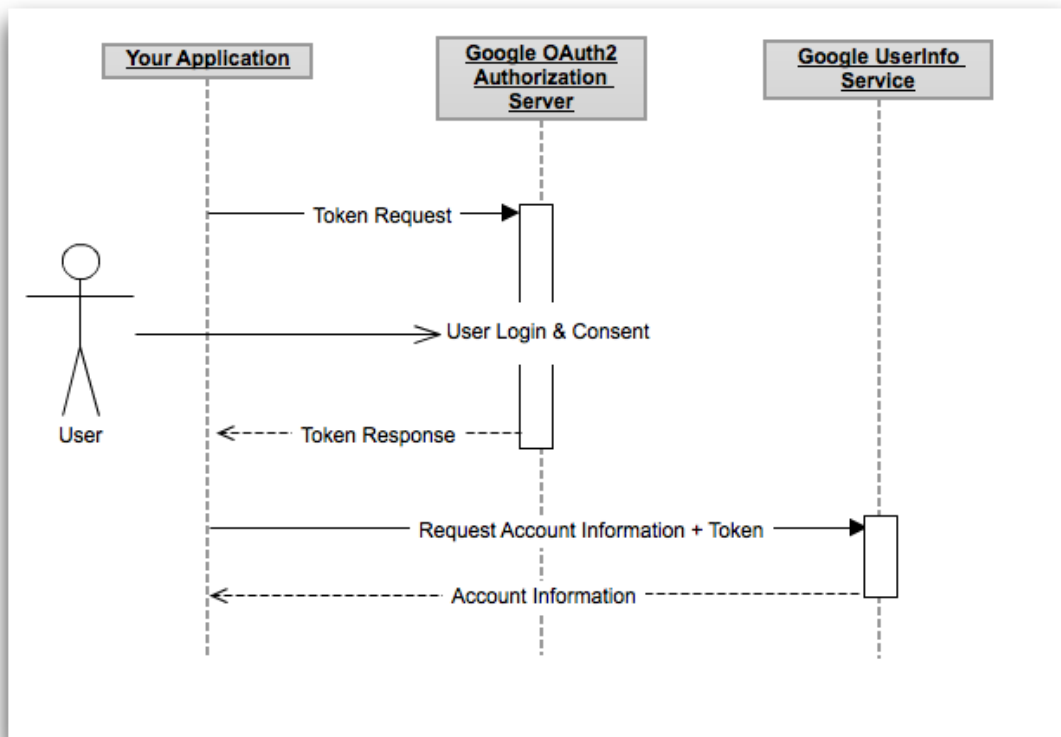 Your Application
Google OAuth2
Authorization
Server
Google UserInfo
Service
Token Request
User Login & Consent
Token Response
User
Request Account Information + Token
Account Information